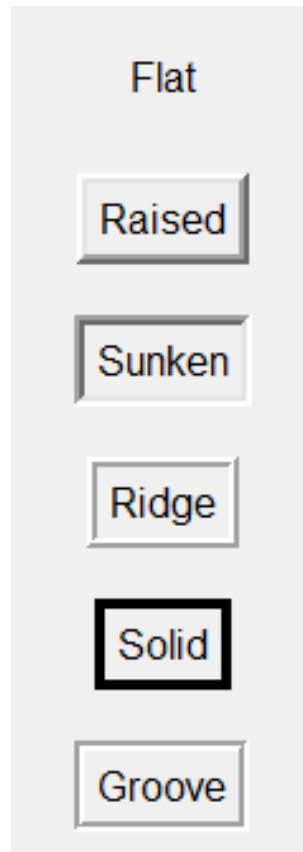 Flat
Raised
Sunken
Ridge
Solid
Groove